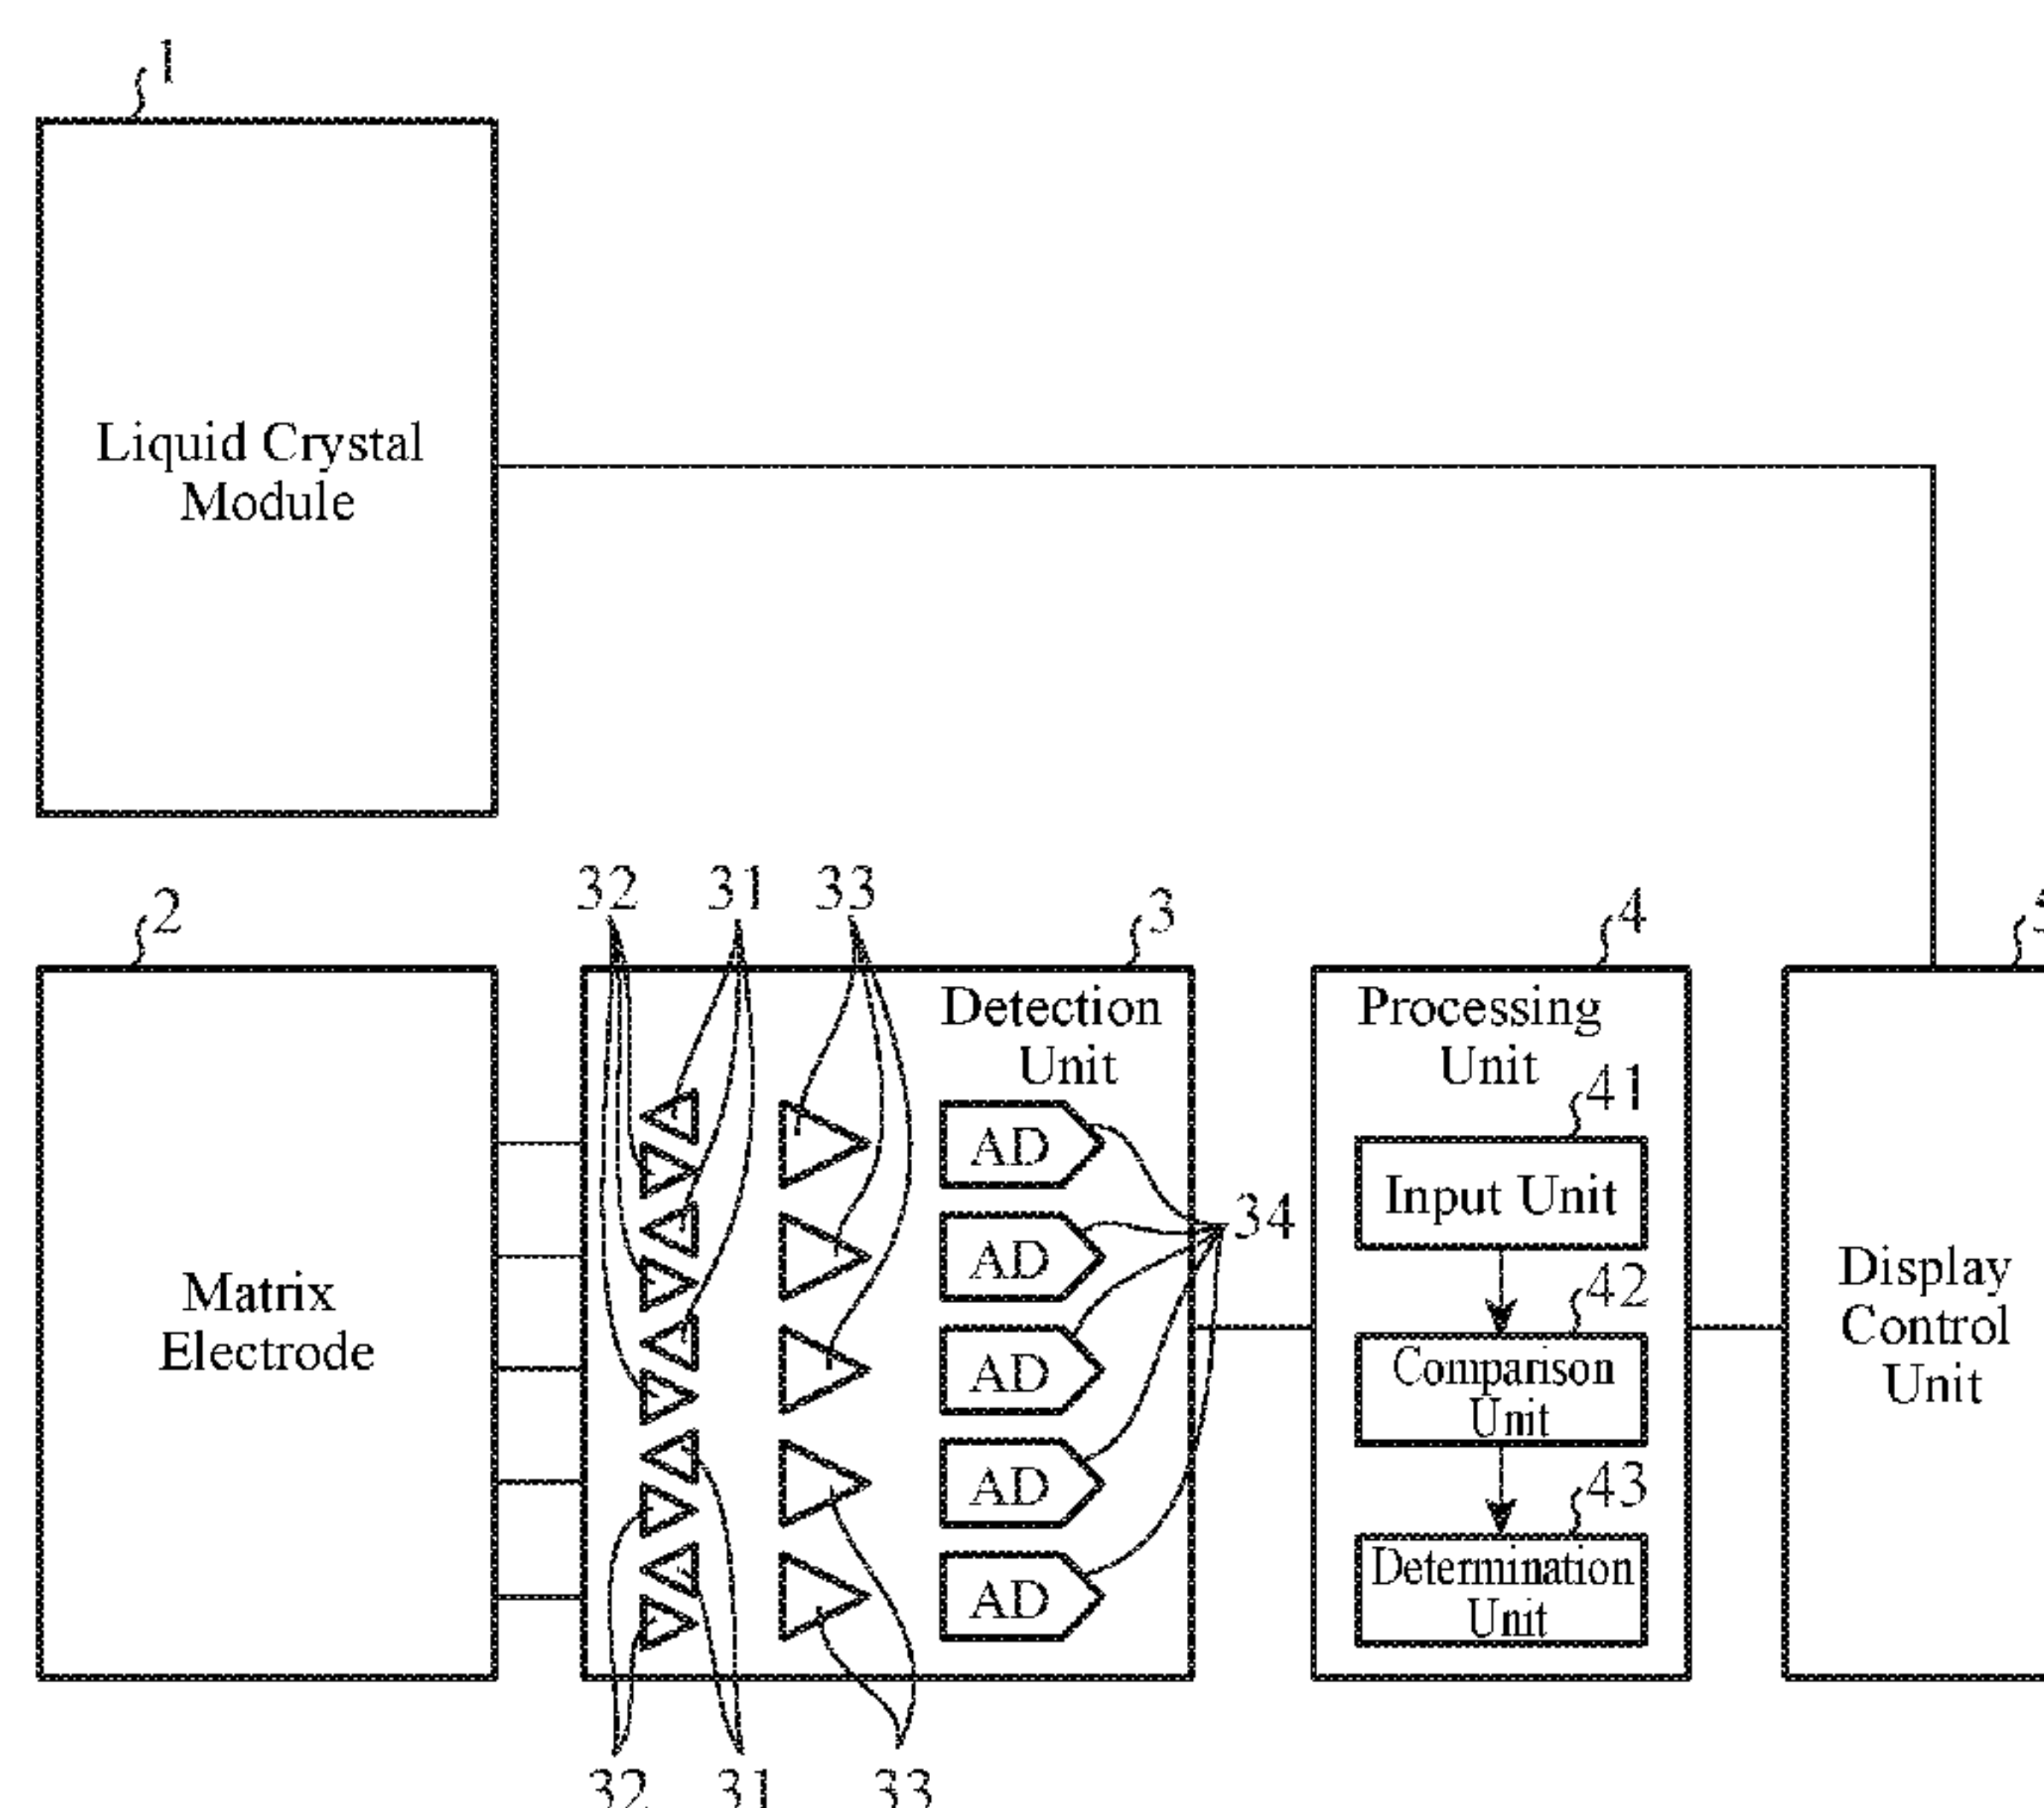 1
Liquid Crystal
Module
2
32
31
33
3
4
5
Detection
Unit
Processing
Unit
41
AD
Input Unit
AD
34
42
Matrix
Electrode
Display
Control
Unit
AD
Comparison
Unit
AD
43
AD
Determination
Unit
32
31
33